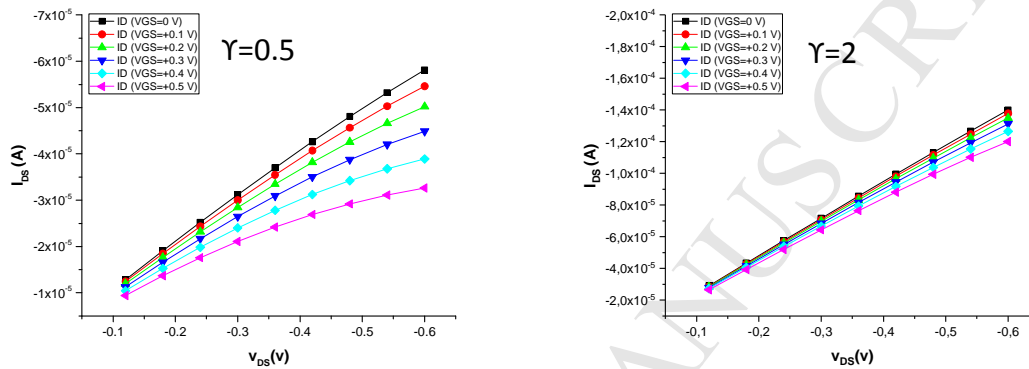 -7x10⁻⁵
-6x10⁻⁵
-5x10⁻⁵
-4x10⁻⁵
-3x10⁻⁵
-2x10⁻⁵
-1x10⁻⁵
I_DS (A)
ID (VGS=0 V)
ID (VGS=+0.1 V)
ID (VGS=+0.2 V)
ID (VGS=+0.3 V)
ID (VGS=+0.4 V)
ID (VGS=+0.5 V)
ϒ=0.5
-0.1 -0.2 -0.3 -0.4 -0.5 -0.6
v_DS(v)
-2,0x10⁻⁴
-1,8x10⁻⁴
-1,6x10⁻⁴
-1,4x10⁻⁴
-1,2x10⁻⁴
-1,0x10⁻⁴
-8,0x10⁻⁵
-6,0x10⁻⁵
-4,0x10⁻⁵
-2,0x10⁻⁵
I_DS (A)
ID (VGS=0 V)
ID (VGS=+0.1 V)
ID (VGS=+0.2 V)
ID (VGS=+0.3 V)
ID (VGS=+0.4 V)
ID (VGS=+0.5 V)
ϒ=2
-0.1 -0,2 -0,3 -0,4 -0,5 -0,6
v_DS(v)
ANUSCR